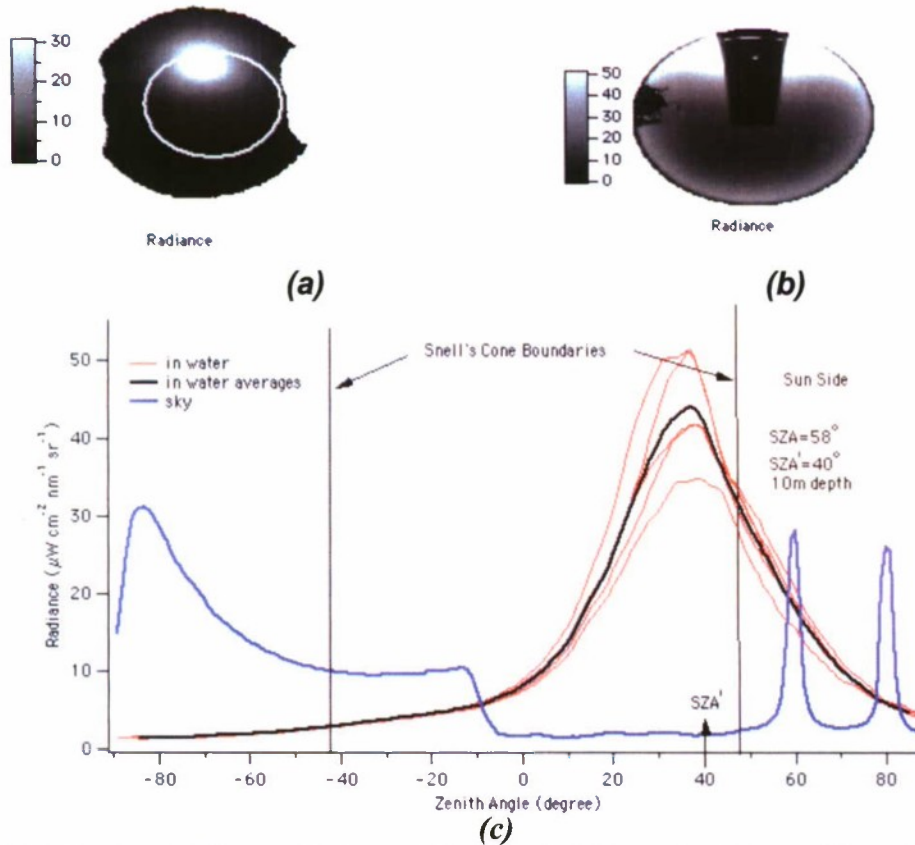 30
20
10
0
Radiance
(a)
50
40
30
20
10
0
Radiance
(b)
in water
in water averages
sky
Snell's Cone Boundaries
Sun Side
SZA=58°
SZA'=40°
10m depth
SZA'
Radiance (µW cm⁻² nm⁻¹ sr⁻¹)
50
40
30
20
10
0
-80 -60 -40 -20 0 20 40 60 80
Zenith Angle (degree)
(c)